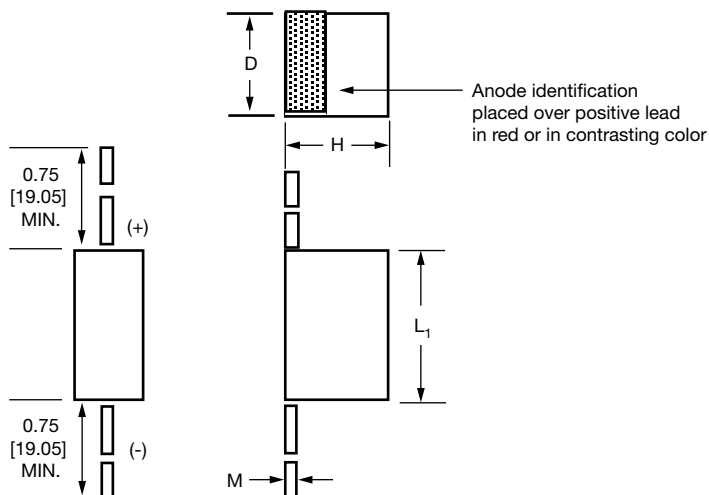 D
Anode identification
placed over positive lead
in red or in contrasting color
H
0.75
[19.05]
MIN.
(+)
L1
0.75
[19.05]
MIN.
(-)
M